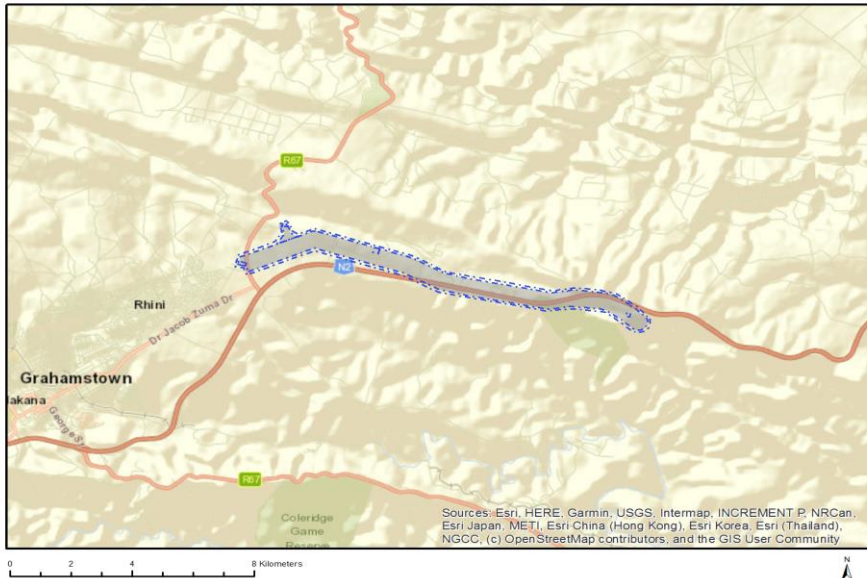 R67
N2
Rhini
Dr Jacob Zuma Dr
Grahamstown
lakana
George St
R67
Coleridge
Game
Reserve
Sources: Esri, HERE, Garmin, USGS, Intermap, INCREMENT P, NRCan,
Esri Japan, METI, Esri China (Hong Kong), Esri Korea, Esri (Thailand),
NGCC, (c) OpenStreetMap contributors, and the GIS User Community
0 2 4 8 Kilometers
N